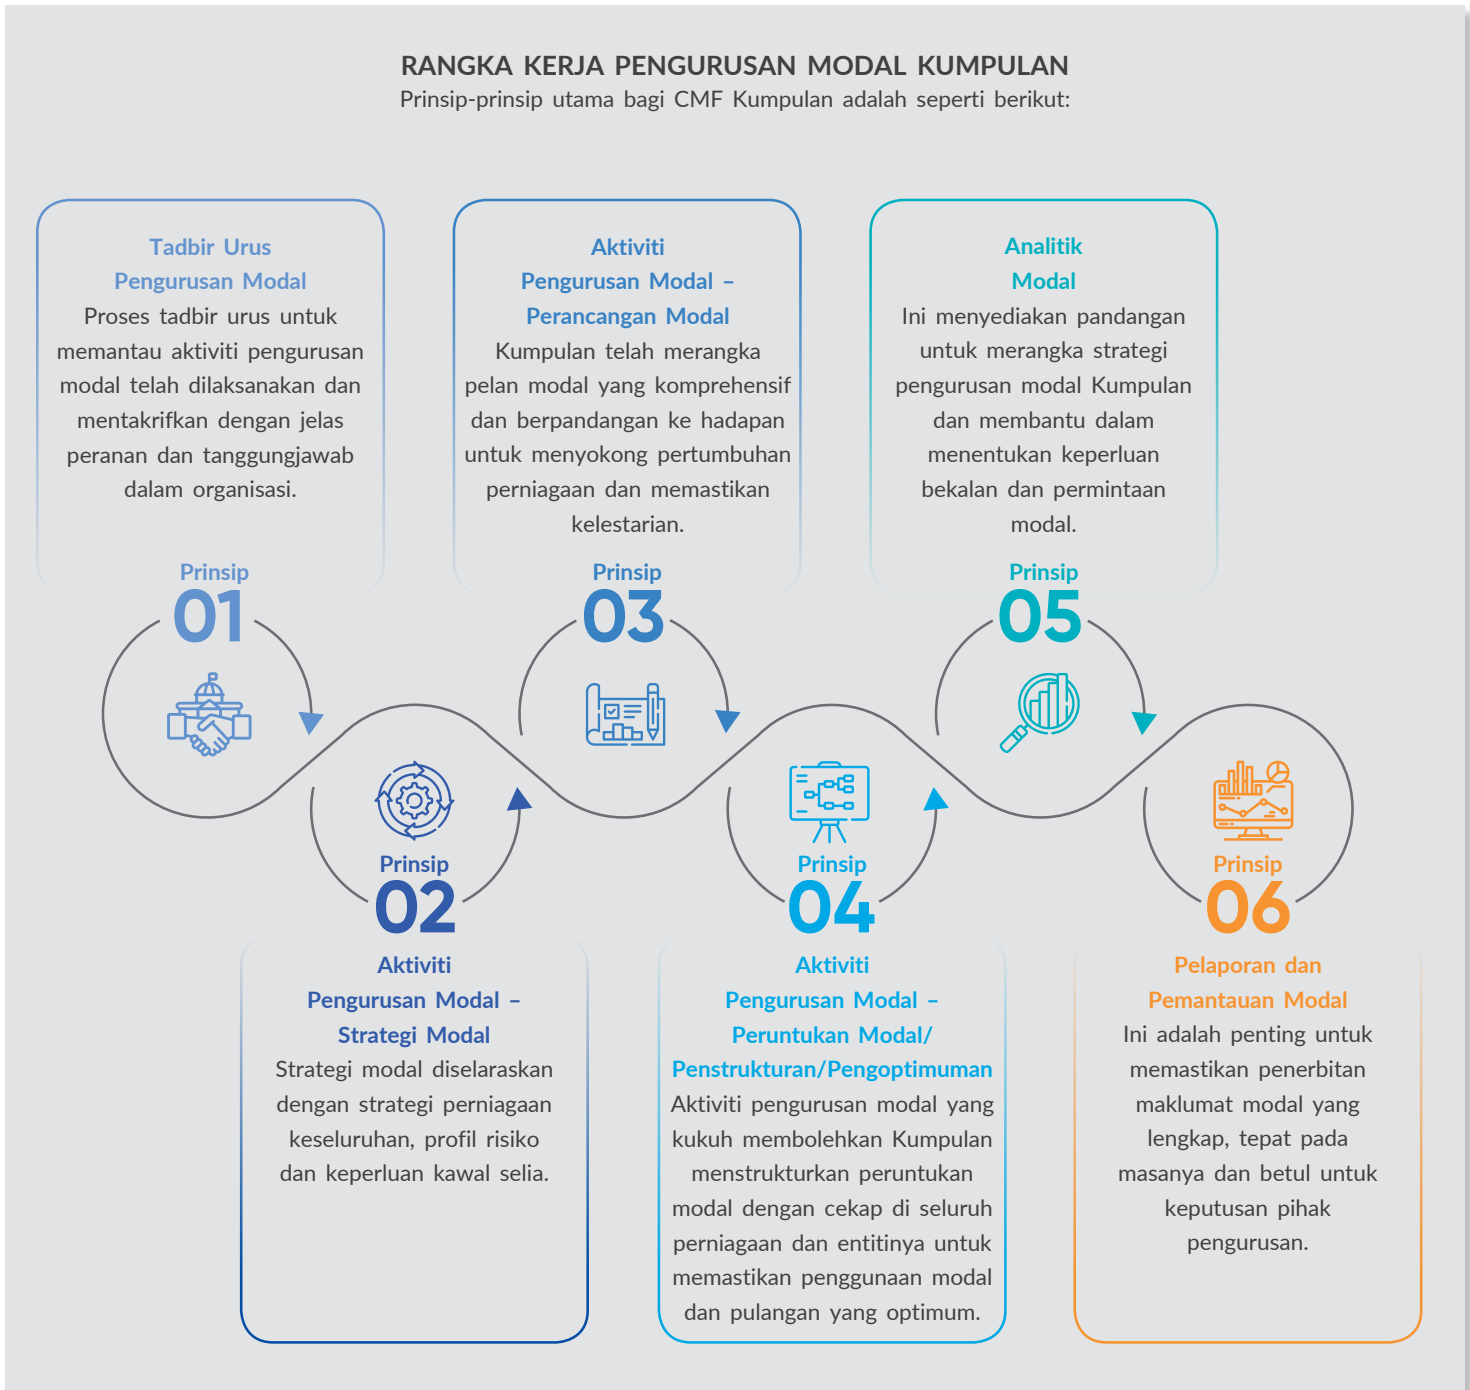 RANGKA KERJA PENGURUSAN MODAL KUMPULAN
Prinsip-prinsip utama bagi CMF Kumpulan adalah seperti berikut:
Tadbir Urus
Pengurusan Modal
Proses tadbir urus untuk
memantau aktiviti pengurusan
modal telah dilaksanakan dan
mentakrifkan dengan jelas
peranan dan tanggungjawab
dalam organisasi.
Prinsip
01
Prinsip
02
Aktiviti
Pengurusan Modal –
Strategi Modal
Strategi modal diselaraskan
dengan strategi perniagaan
keseluruhan, profil risiko
dan keperluan kawal selia.
Aktiviti
Pengurusan Modal –
Perancangan Modal
Kumpulan telah merangka
pelan modal yang komprehensif
dan berpandangan ke hadapan
untuk menyokong pertumbuhan
perniagaan dan memastikan
kelestarian.
Prinsip
03
Prinsip
04
Aktiviti
Pengurusan Modal –
Peruntukan Modal/
Penstrukturan/Pengoptimuman
Aktiviti pengurusan modal yang
kukuh membolehkan Kumpulan
menstrukturkan peruntukan
modal dengan cekap di seluruh
perniagaan dan entitinya untuk
memastikan penggunaan modal
dan pulangan yang optimum.
Analitik
Modal
Ini menyediakan pandangan
untuk merangka strategi
pengurusan modal Kumpulan
dan membantu dalam
menentukan keperluan
bekalan dan permintaan
modal.
Prinsip
05
Prinsip
06
Pelaporan dan
Pemantauan Modal
Ini adalah penting untuk
memastikan penerbitan
maklumat modal yang
lengkap, tepat pada
masanya dan betul untuk
keputusan pihak
pengurusan.